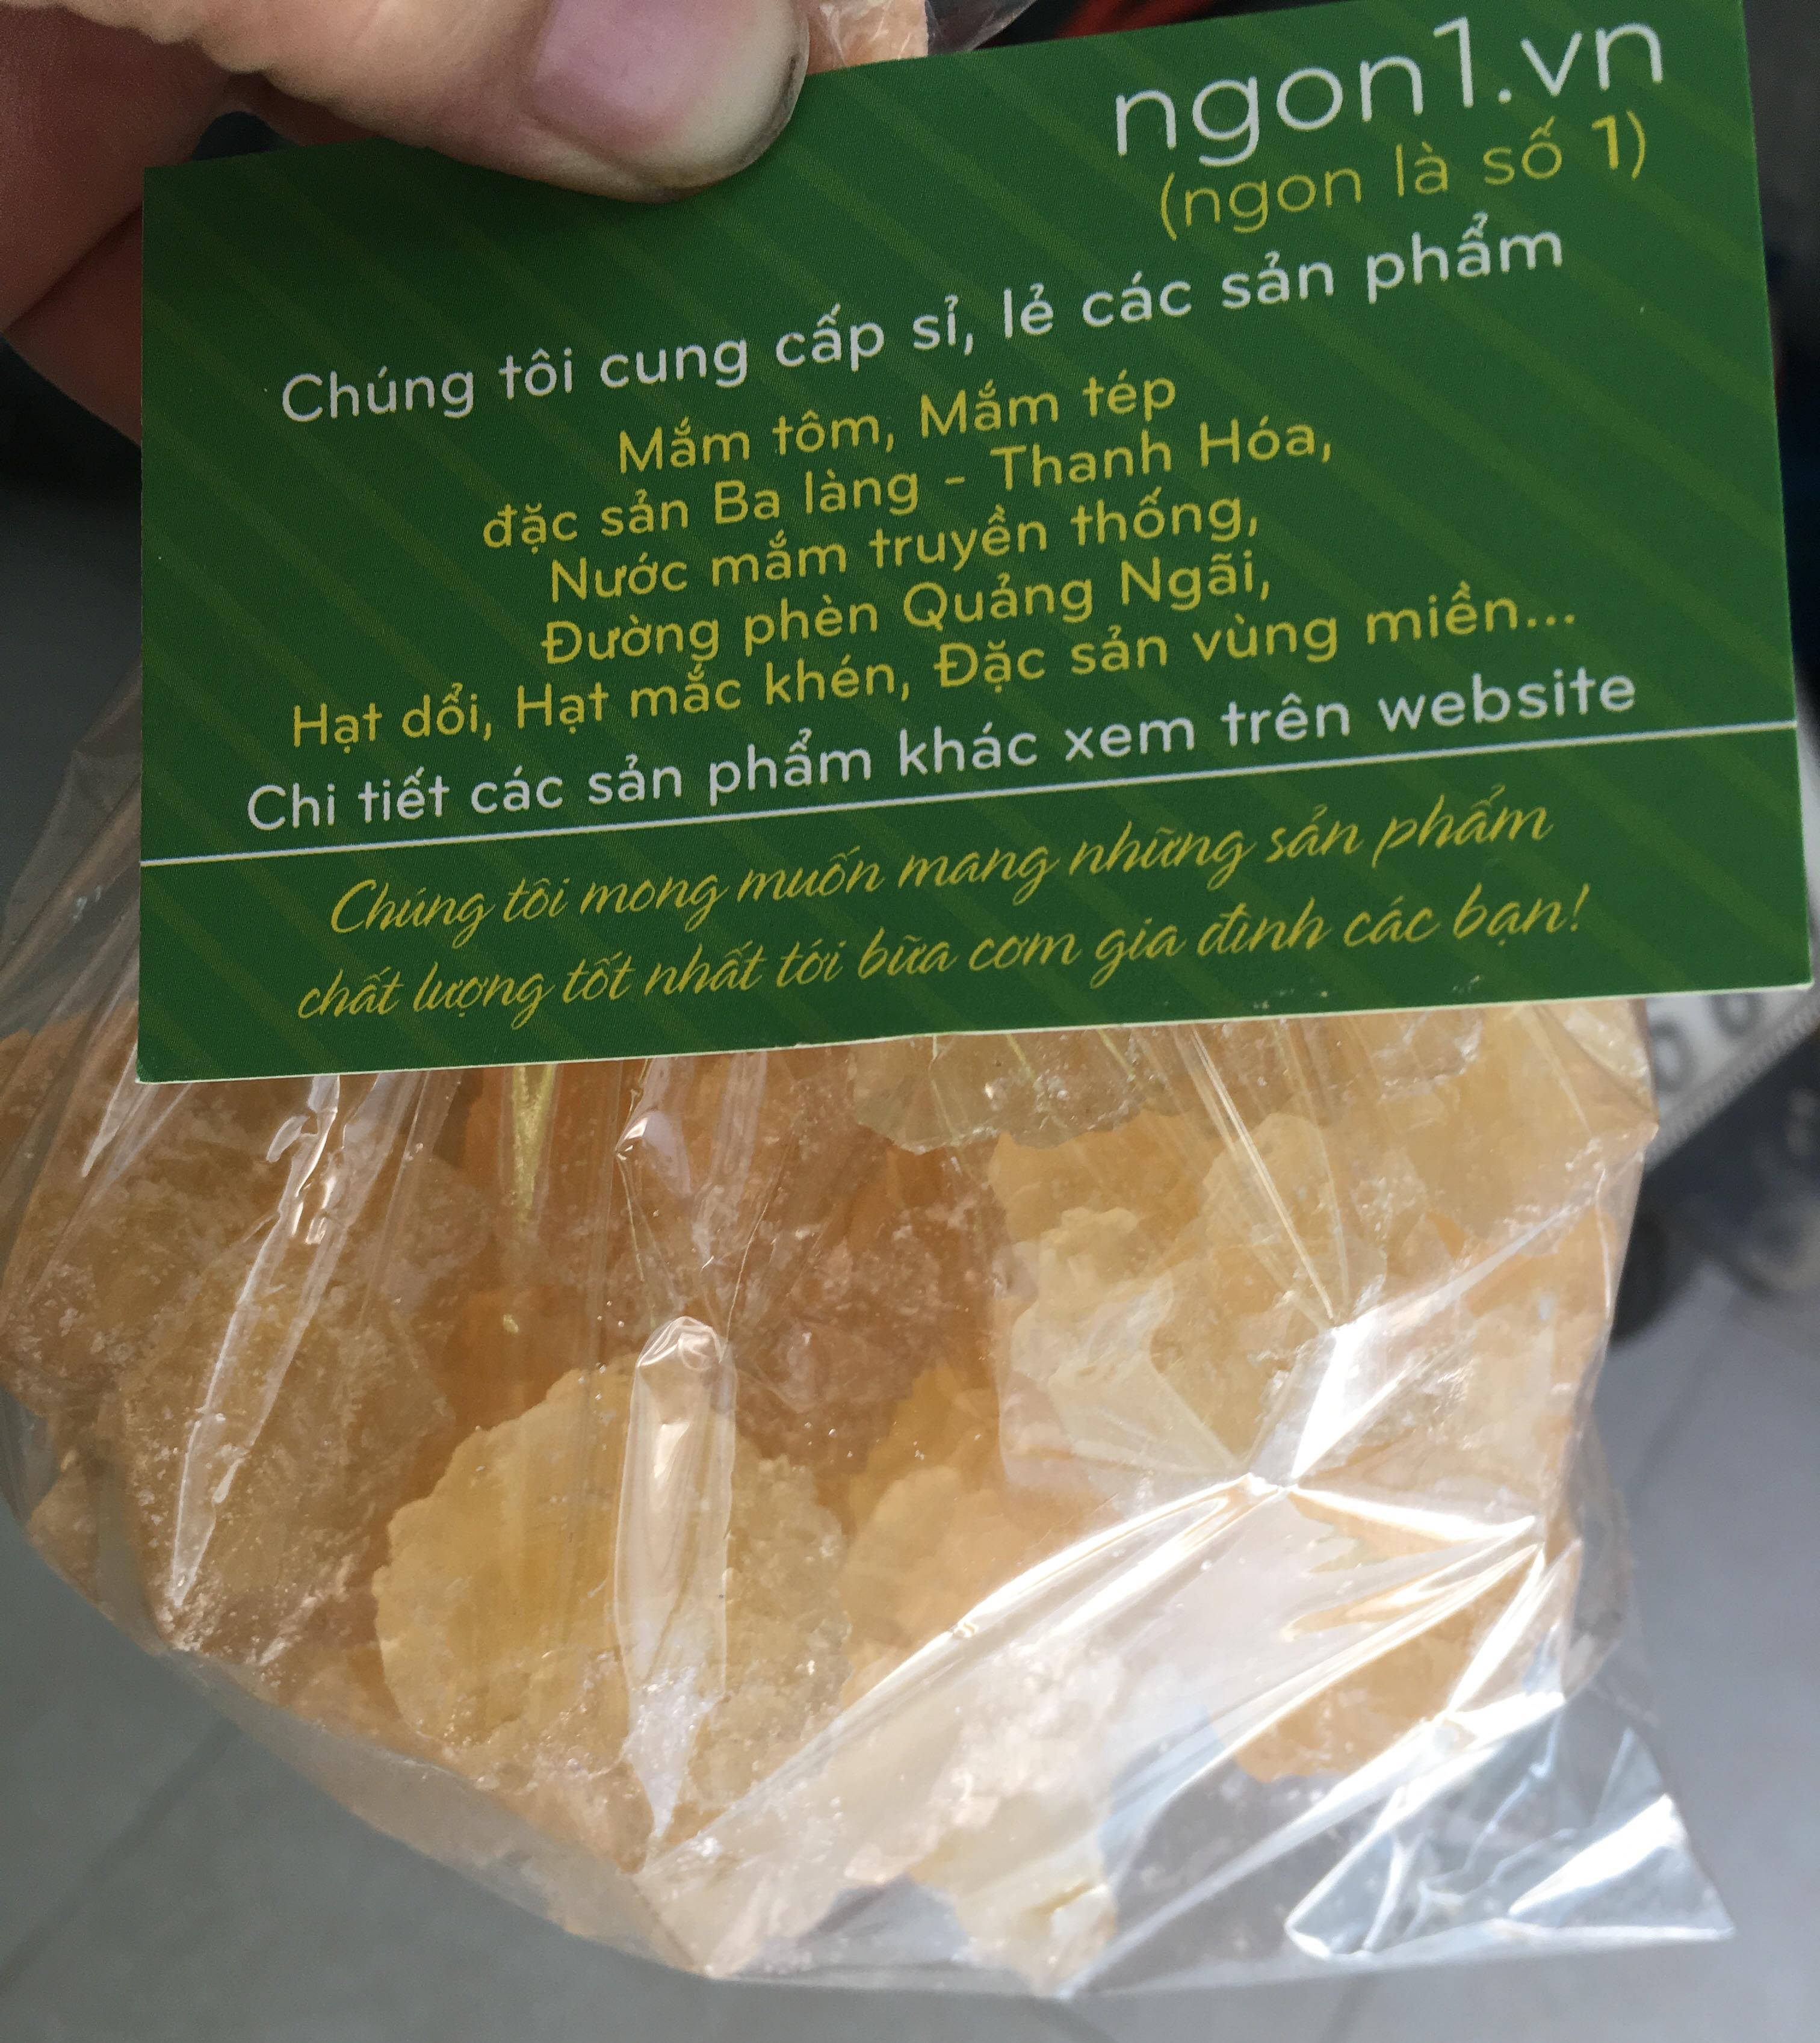 ngon1.vn
(ngon là số 1)
Chúng tôi cung cấp sỉ, lẻ các sản phẩm
Mắm tôm, Mắm tép
đặc sản Ba làng - Thanh Hóa,
Nước mắm truyền thống,
Đường phèn Quảng Ngãi,
Hạt dổi, Hạt mắc khén, Đặc sản vùng miền...
Chi tiết các sản phẩm khác xem trên website
Chúng tôi mong muốn mang những sản phẩm
chất lượng tốt nhất tới bữa cơm gia đình các bạn!